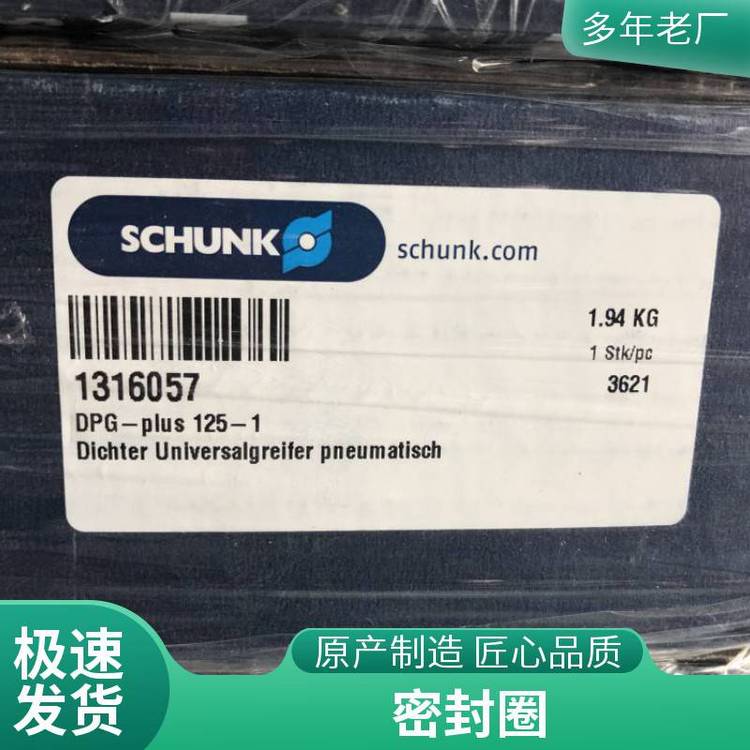 多年老厂
SCHUNK
schunk.com
1316057
DPG-plus 125-1
Dichter Universalgreifer pneumatisch
1.94 KG
1 Stk/pc
3621
极速
发货
原产制造 匠心品质
密封圈